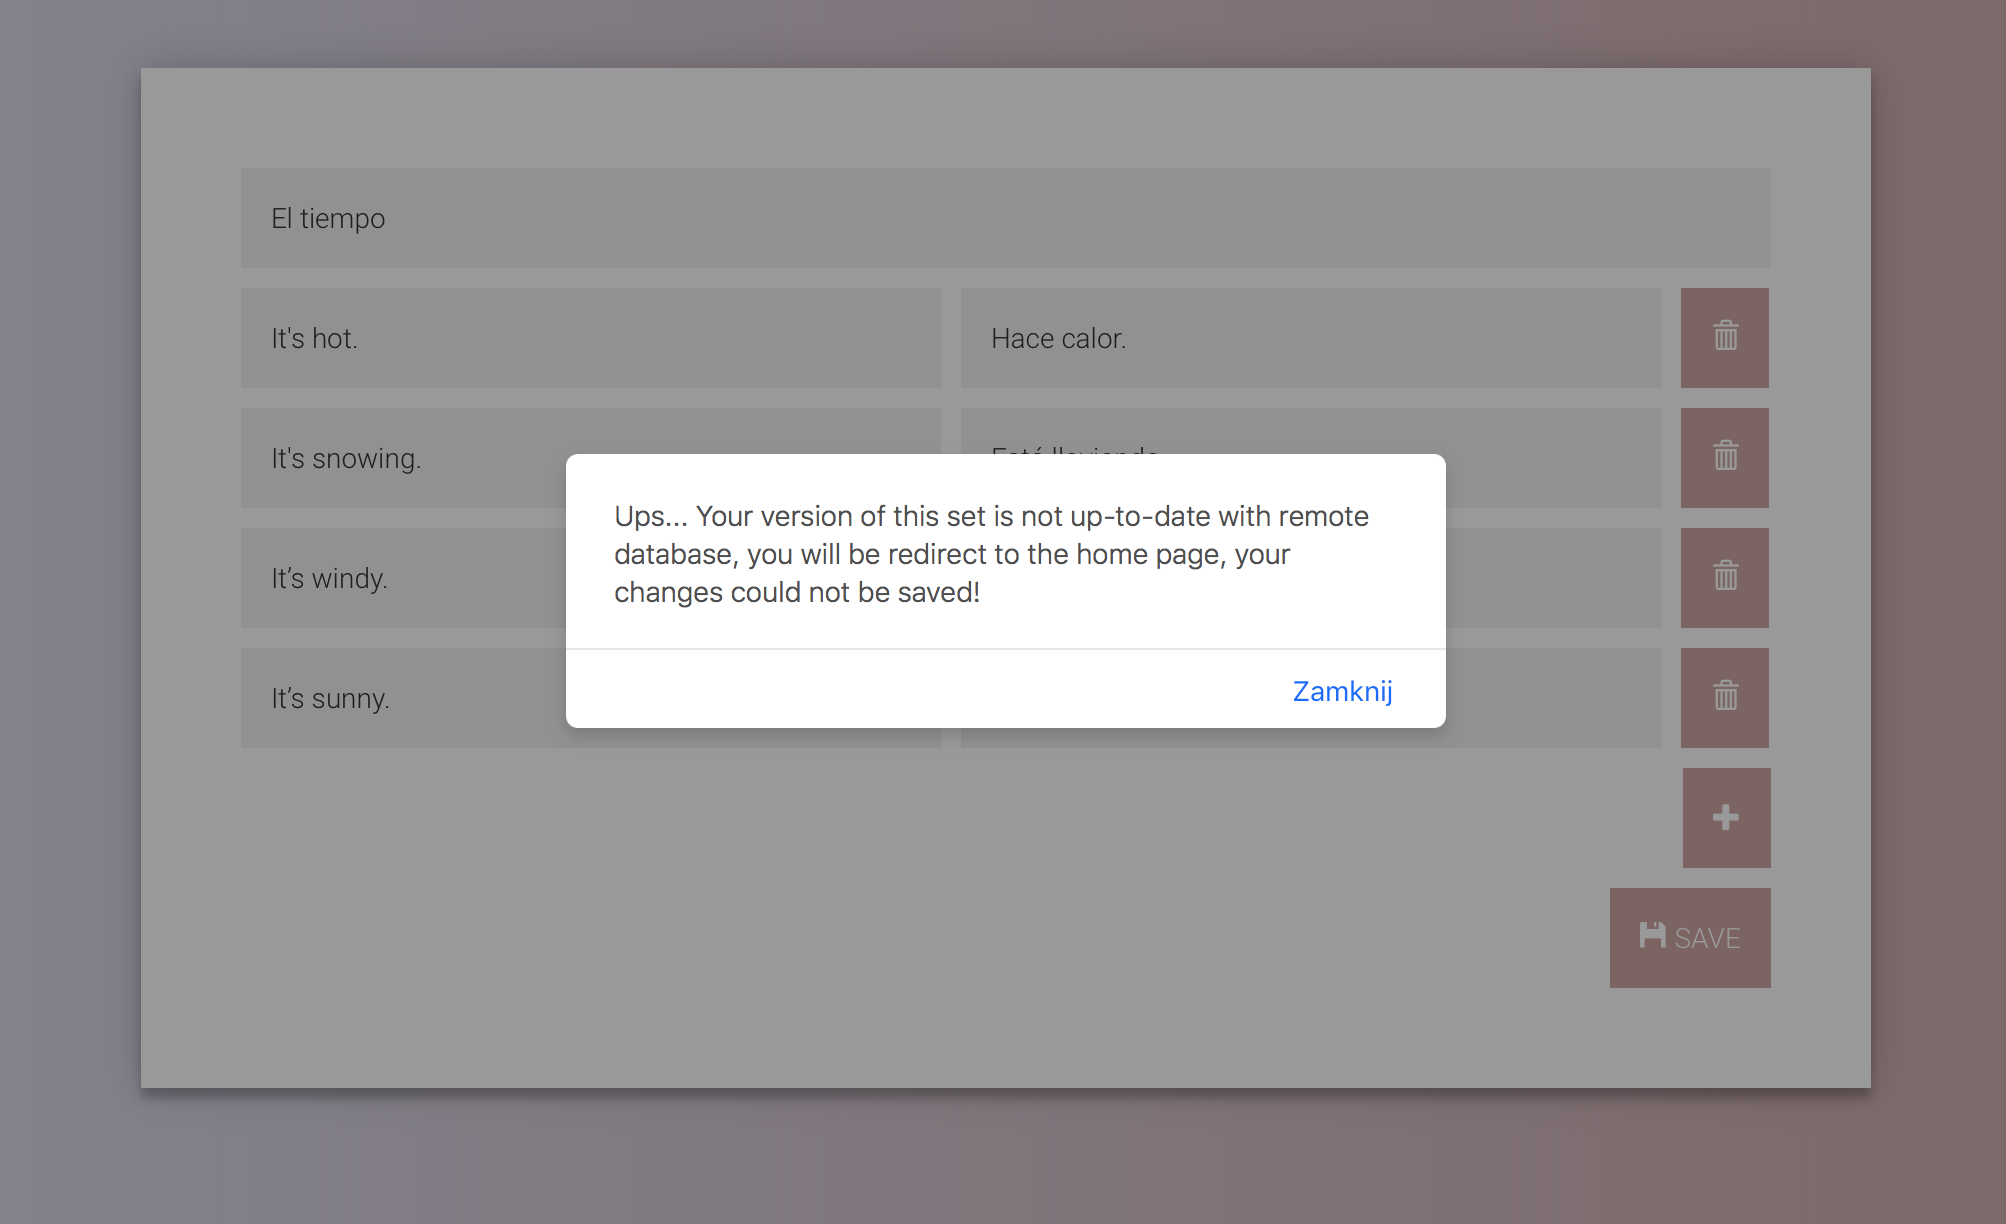 El tiempo
It's hot.
Hace calor.
It's snowing.
Ups... Your version of this set is not up-to-date with remote
database, you will be redirect to the home page, your
changes could not be saved!
It’s windy.
It’s sunny.
Zamknij
SAVE